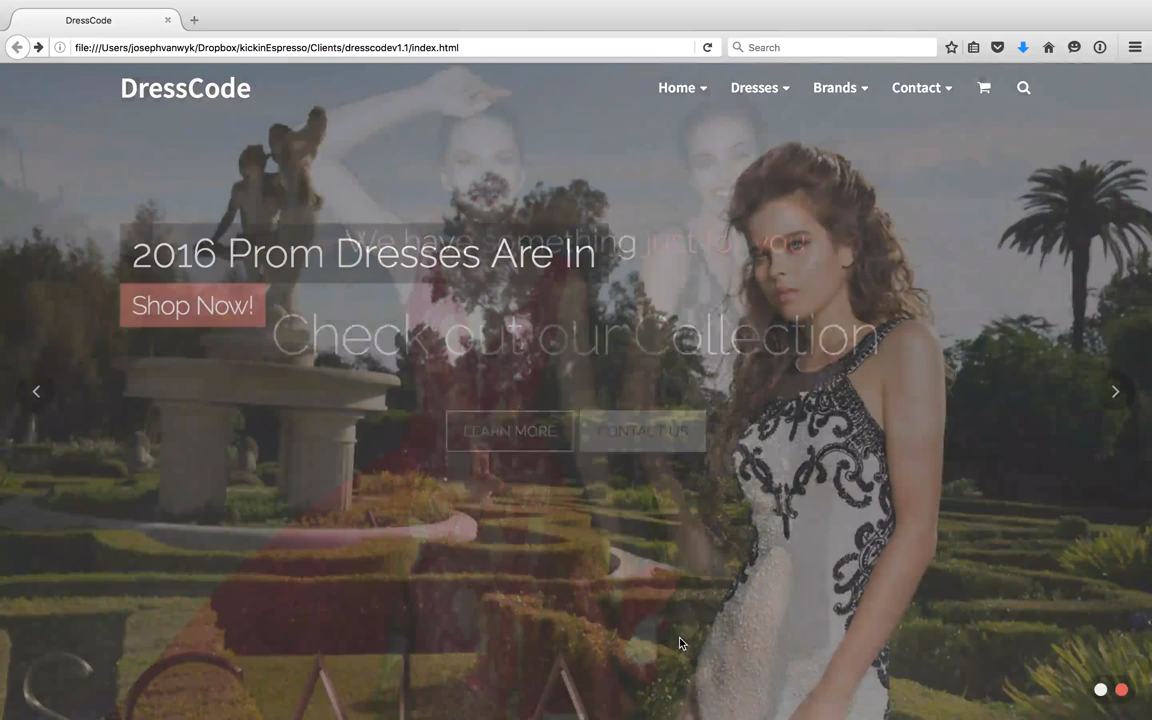 DressCode
file:///Users/josephvanwyk/Dropbox/kickinEspresso/Clients/dresscodev1.1/index.html
Search
DressCode
Home
Dresses
Brands
Contact
We have something just for you
2016 Prom Dresses Are In
Shop Now!
Check out our Collection
LEARN MORE
CONTACT US